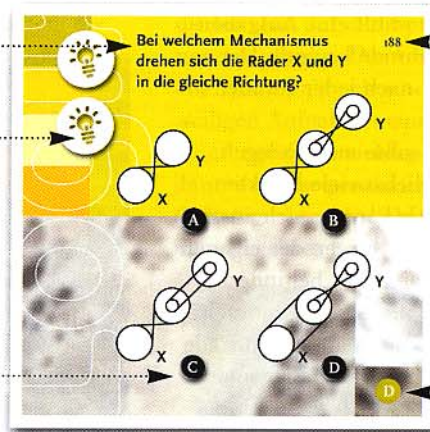 Bei welchem Mechanismus
drehen sich die Räder X und Y
in die gleiche Richtung?
188
Y
X
A
Y
X
B
Y
X
C
Y
X
D
D